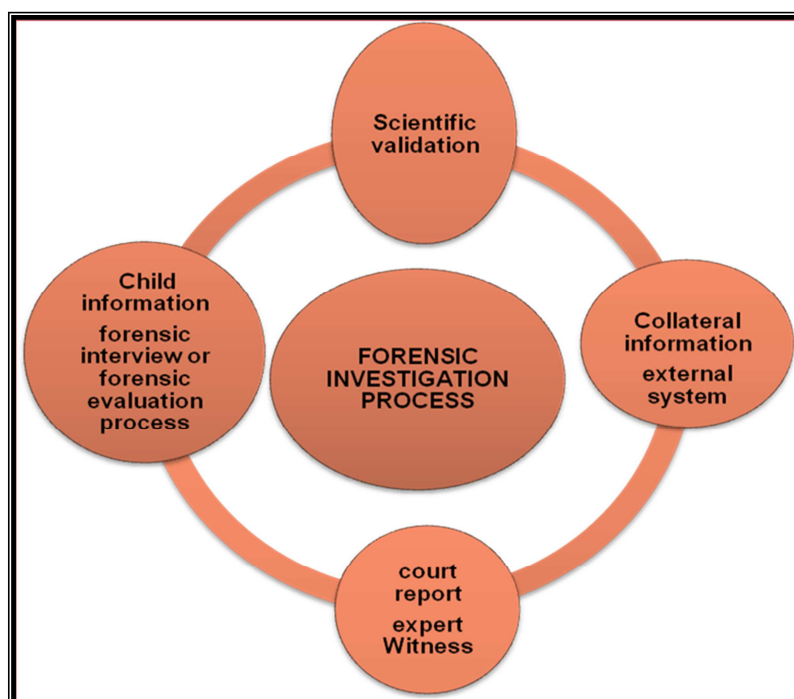 Scientific
validation
Child
information
forensic
interview or
forensic
evaluation
process
FORENSIC
INVESTIGATION
PROCESS
Collateral
information
external
system
court
report
expert
Witness